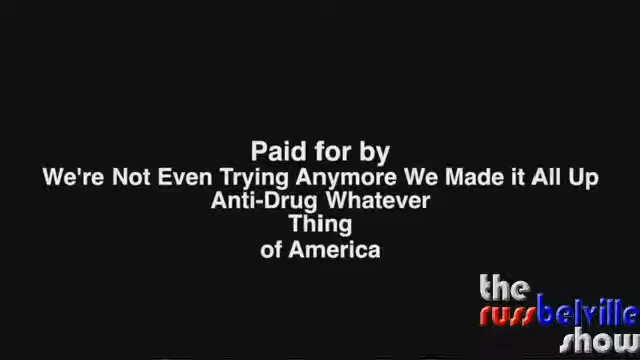 Paid for by
We're Not Even Trying Anymore We Made it All Up
Anti-Drug Whatever
Thing
of America
the
russbelville
show